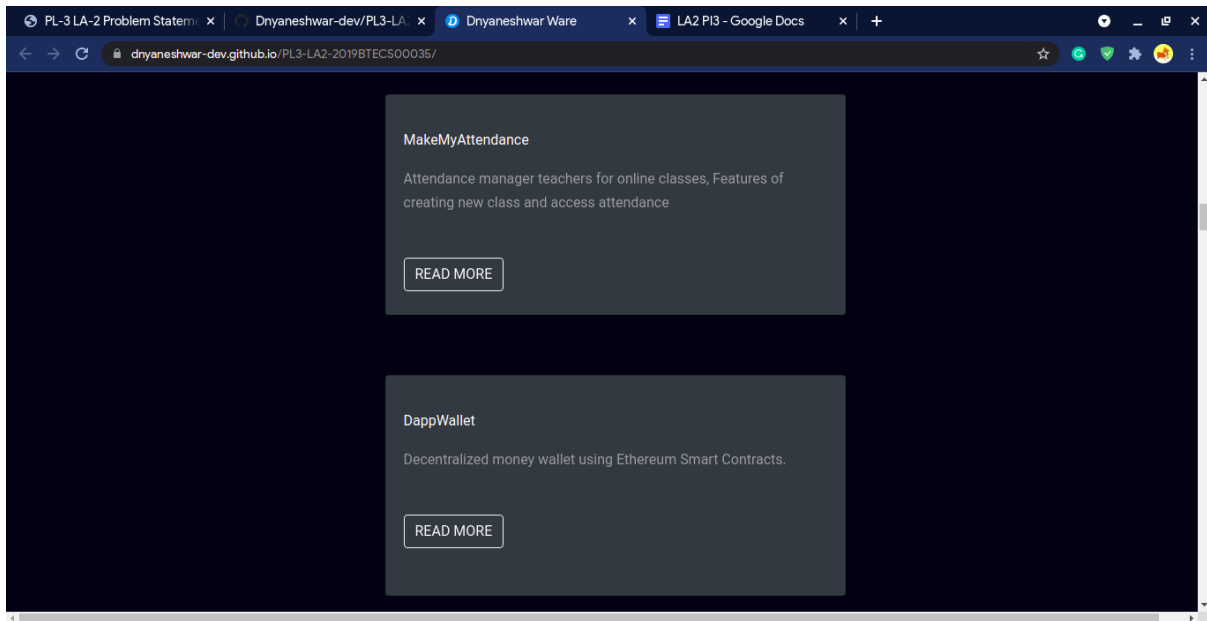 PL-3 LA-2 Problem Statem
Dnyaneshwar-dev/PL3-LA
Dnyaneshwar Ware
LA2 Pl3 - Google Docs
dnyaneshwar-dev.github.io/PL3-LA2-2019BTECS00035/
MakeMyAttendance
Attendance manager teachers for online classes, Features of
creating new class and access attendance
READ MORE
DappWallet
Decentralized money wallet using Ethereum Smart Contracts.
READ MORE